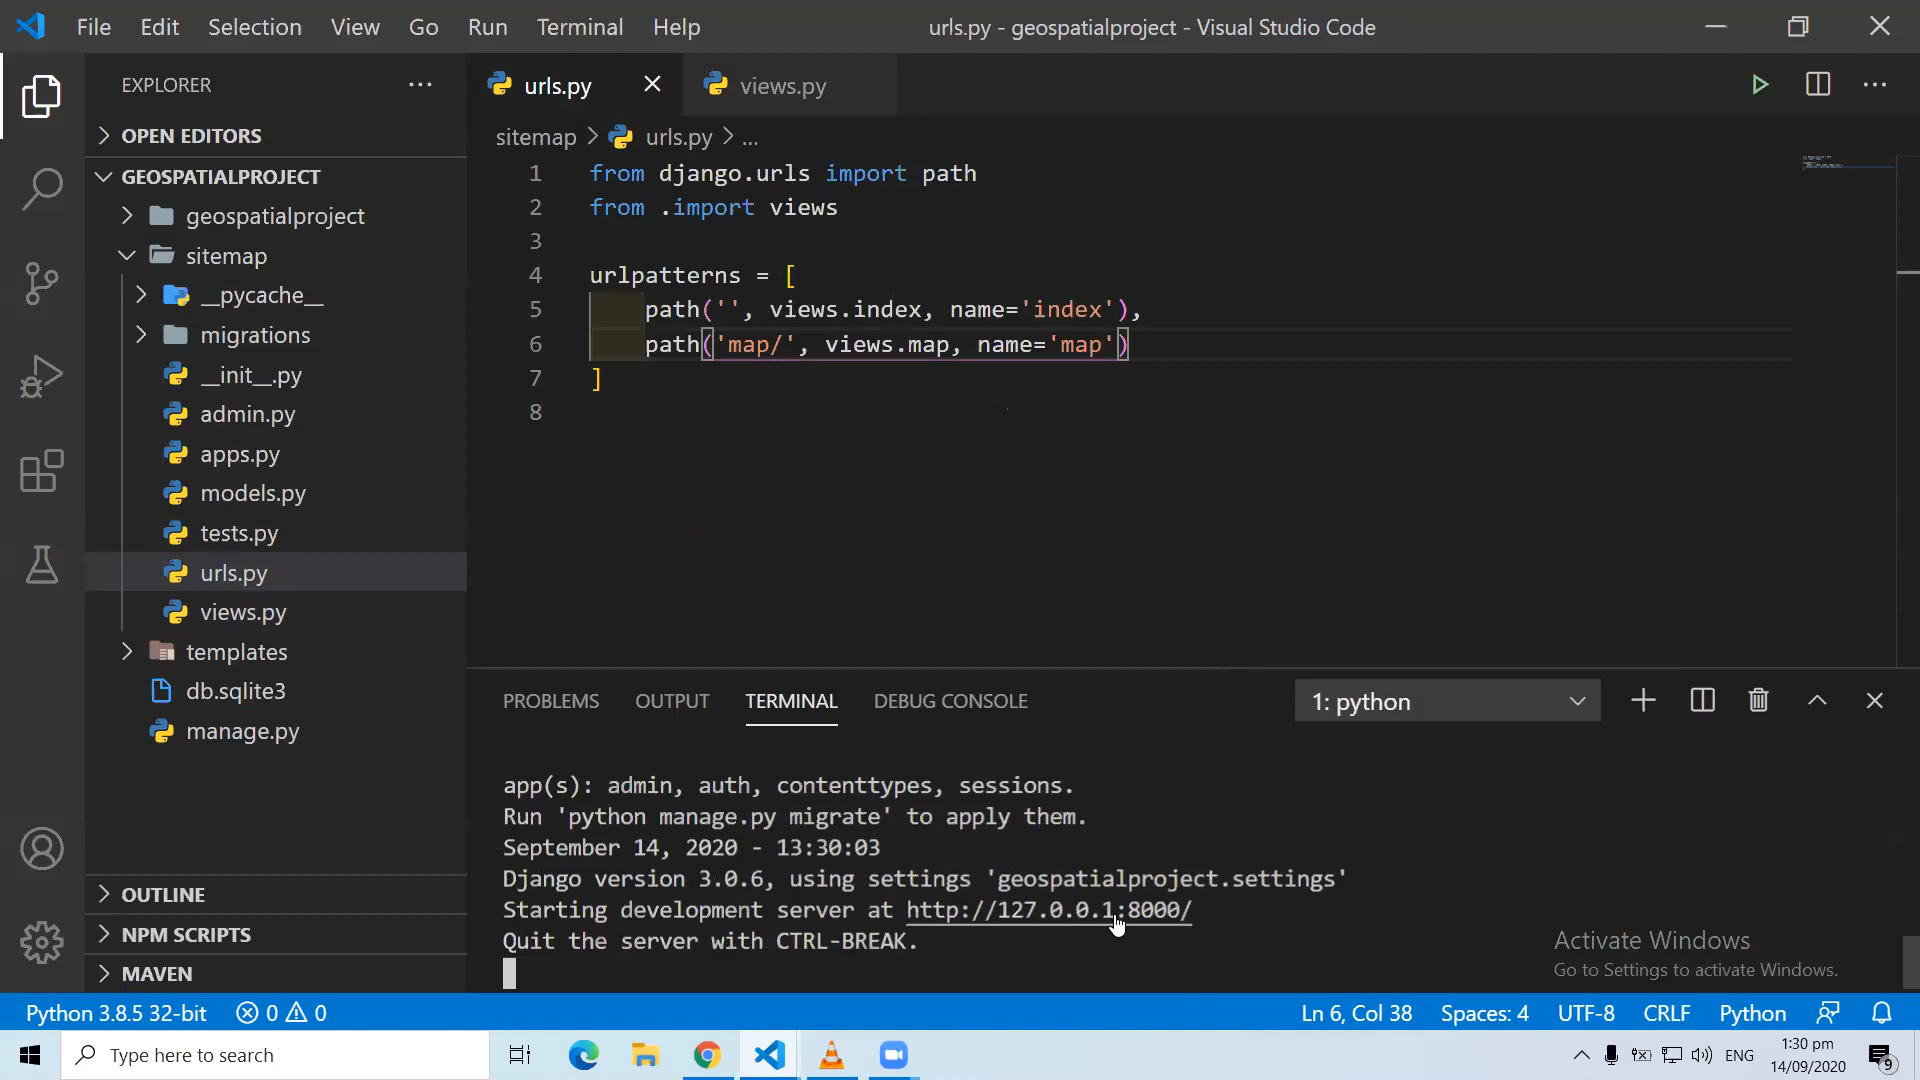 File Edit Selection View Go Run Terminal Help
urls.py - geospatialproject - Visual Studio Code
EXPLORER
OPEN EDITORS
GEOSPATIALPROJECT
geospatialproject
sitemap
__pycache__
migrations
__init__.py
admin.py
apps.py
models.py
tests.py
urls.py
views.py
templates
db.sqlite3
manage.py
OUTLINE
NPM SCRIPTS
MAVEN
urls.py
views.py
sitemap > urls.py > ...
1 from django.urls import path
2 from .import views
3
4 urlpatterns = [
5 path('', views.index, name='index'),
6 path('map/', views.map, name='map')
7 ]
8
PROBLEMS OUTPUT TERMINAL DEBUG CONSOLE
1: python
app(s): admin, auth, contenttypes, sessions.
Run 'python manage.py migrate' to apply them.
September 14, 2020 - 13:30:03
Django version 3.0.6, using settings 'geospatialproject.settings'
Starting development server at http://127.0.0.1:8000/
Quit the server with CTRL-BREAK.
Activate Windows
Go to Settings to activate Windows.
Python 3.8.5 32-bit 0 0
Ln 6, Col 38 Spaces: 4 UTF-8 CRLF Python
Type here to search
ENG
1:30 pm
14/09/2020
9